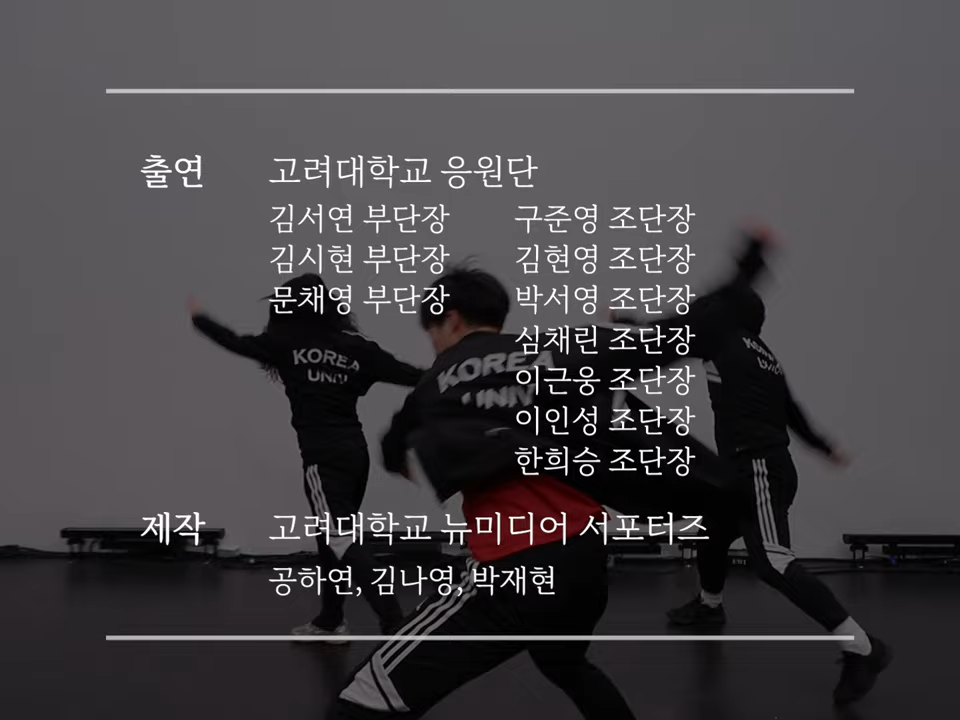 출연 고려대학교 응원단
김서연 부단장 구준영 조단장
김시현 부단장 김현영 조단장
문채영 부단장 박서영 조단장
심채린 조단장
이근웅 조단장
이인성 조단장
한희승 조단장
제작 고려대학교 뉴미디어 서포터즈
공하연, 김나영, 박재현
KOREA
UNIV
KOREA
UNIV